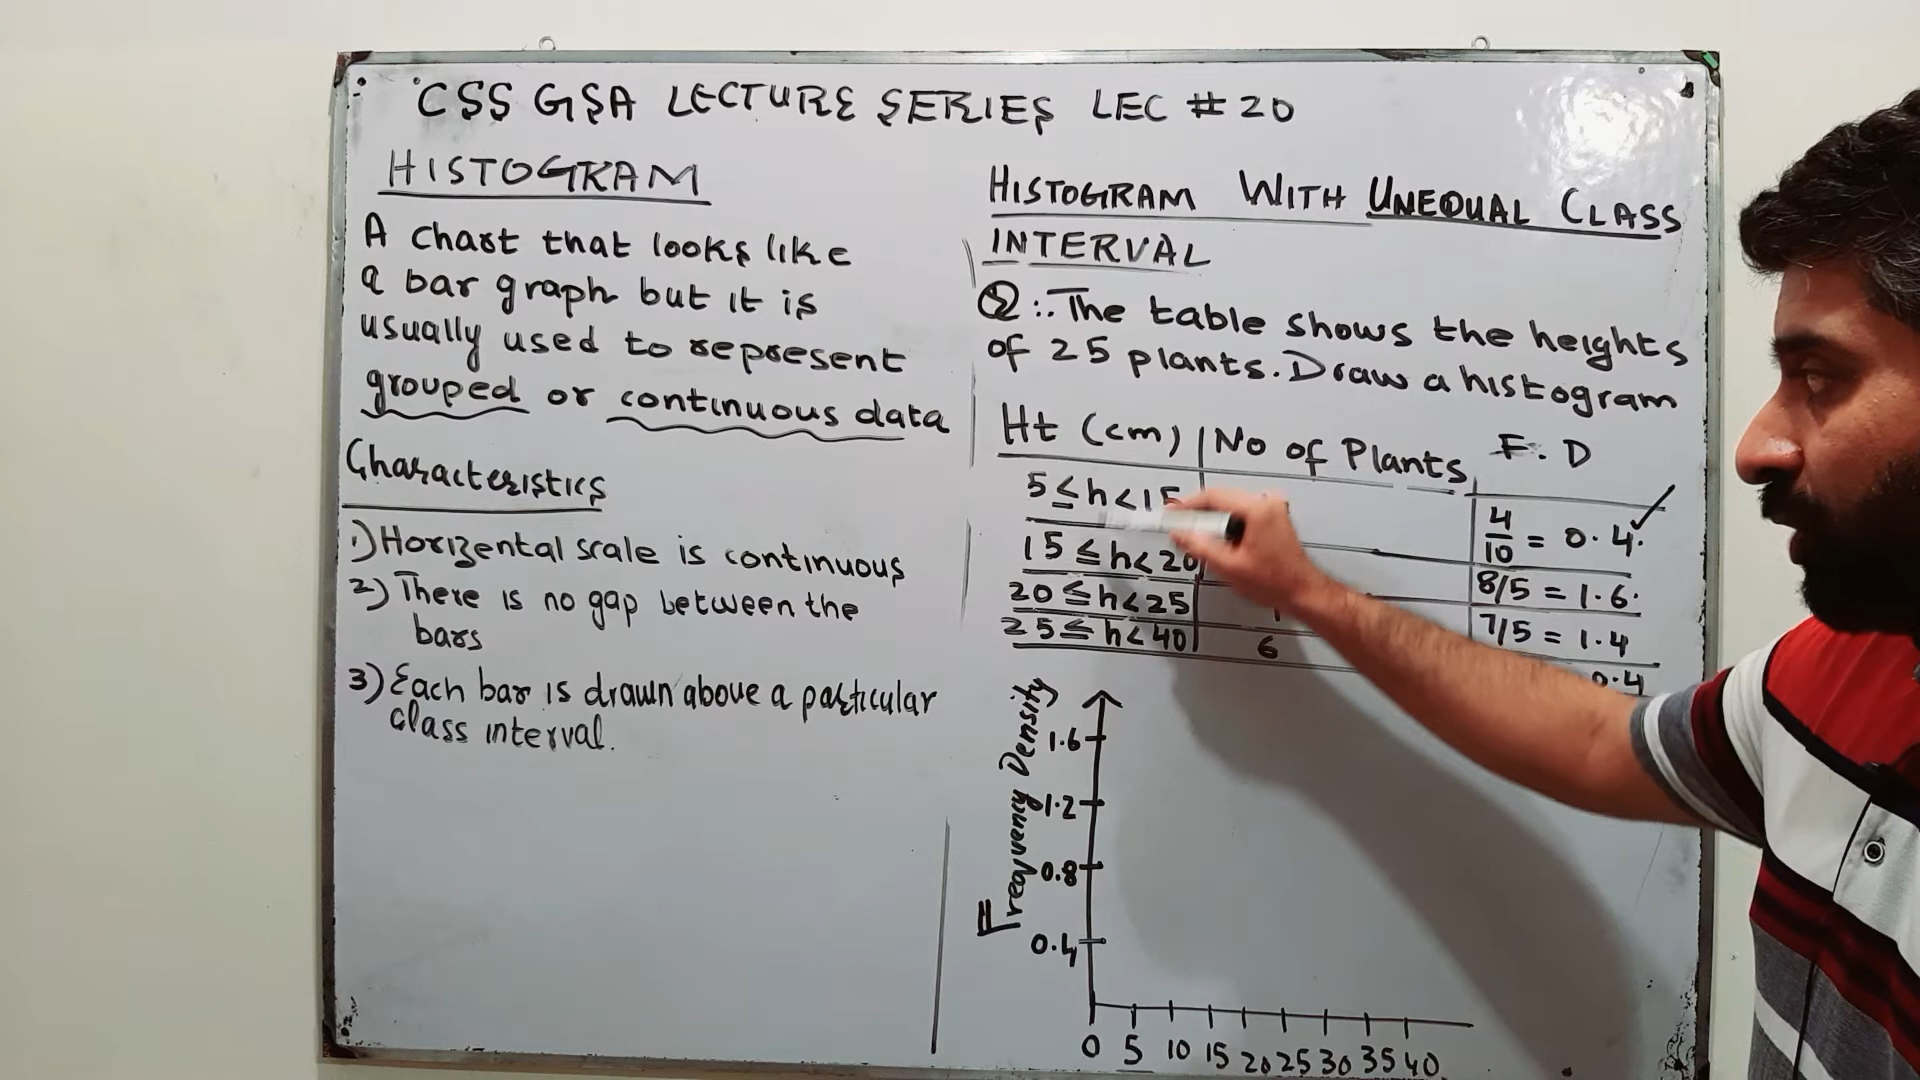 CSS GSA LECTURE SERIES LEC # 20
HISTOGRAM
A chart that looks like
a bar graph but it is
usually used to represent
grouped or continuous data
Characteristics
1) Horizental scale is continuous
2) There is no gap between the
bars
3) Each bar is drawn above a particular
class interval.
HISTOGRAM WITH UNEQUAL CLASS
INTERVAL
Q:. The table shows the heights
of 25 plants. Draw a histogram
Ht (cm) No of Plants F.D
5 ≤ h < 15 4/10 = 0.4
15 ≤ h < 20 8/5 = 1.6
20 ≤ h < 25 7/5 = 1.4
25 ≤ h < 40 6 0.4
Frequency Density
1.6
1.2
0.8
0.4
0 5 10 15 20 25 30 35 40